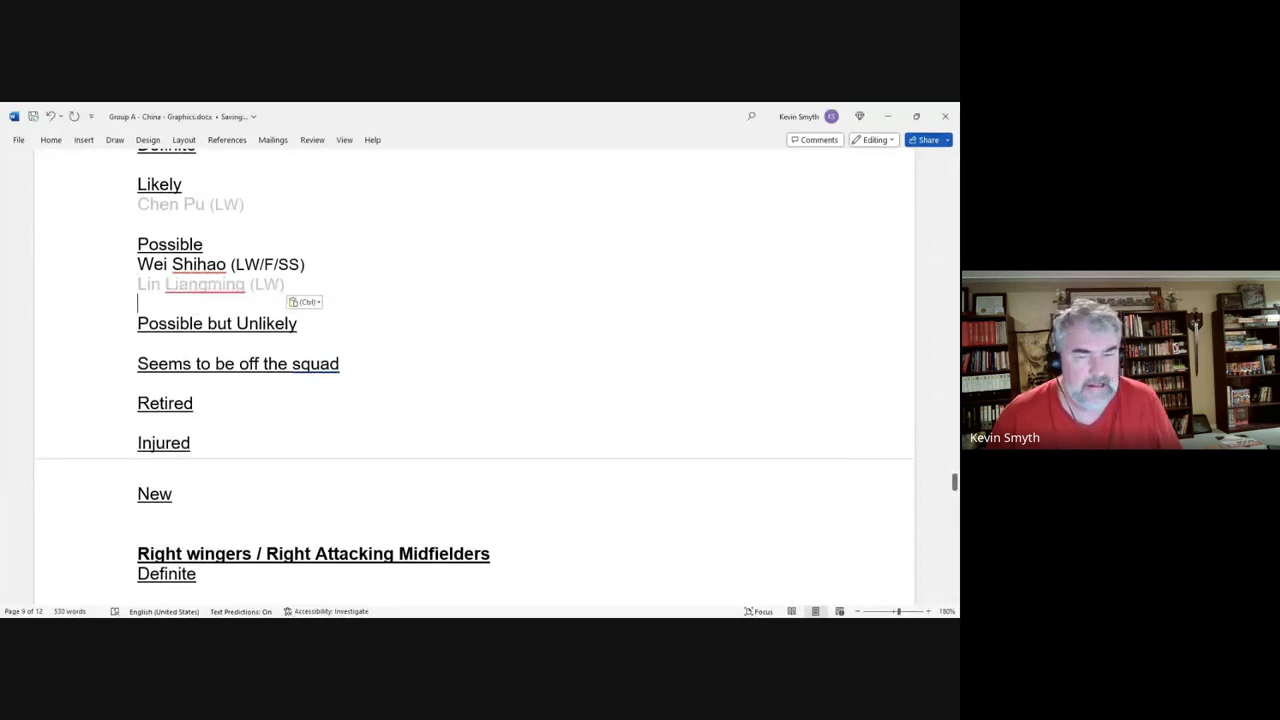 Group A - China - Graphics.docx • Saving...
Kevin Smyth
KS
File Home Insert Draw Design Layout References Mailings Review View Help
Comments
Editing
Share
Definite
Likely
Chen Pu (LW)
Possible
Wei Shihao (LW/F/SS)
Lin Liangming (LW)
(Ctrl)
Possible but Unlikely
Seems to be off the squad
Retired
Injured
New
Right wingers / Right Attacking Midfielders
Definite
Page 9 of 12 530 words English (United States) Text Predictions: On Accessibility: Investigate Focus 180%
Kevin Smyth